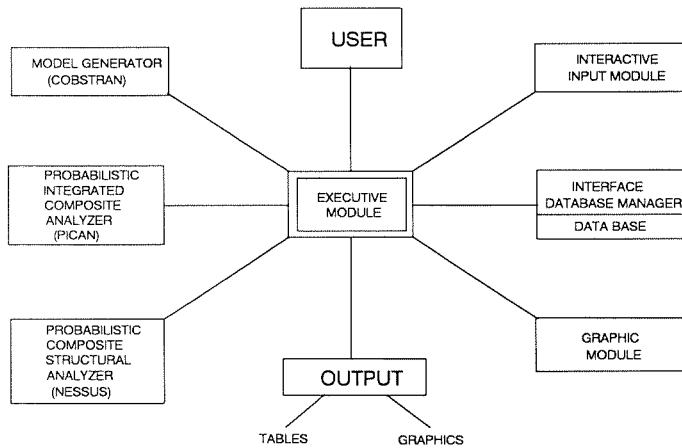 USER
MODEL GENERATOR
(COBSTRAN)
INTERACTIVE
INPUT MODULE
PROBABILISTIC
INTEGRATED
COMPOSITE
ANALYZER
(PICAN)
EXECUTIVE
MODULE
INTERFACE
DATABASE MANAGER
DATA BASE
PROBABILISTIC
COMPOSITE
STRUCTURAL
ANALYZER
(NESSUS)
GRAPHIC
MODULE
OUTPUT
TABLES
GRAPHICS